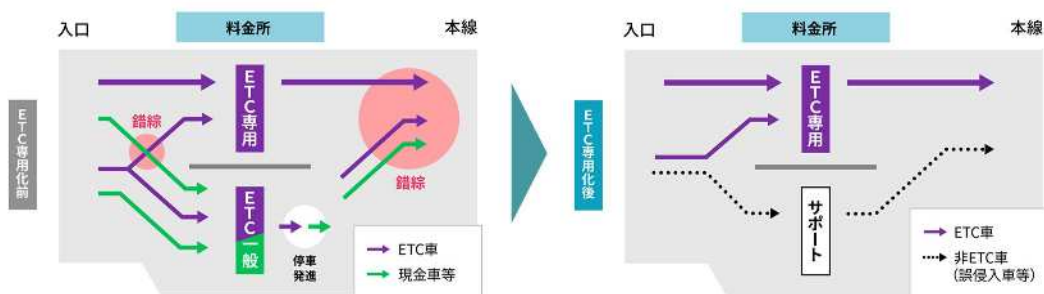 入口
料金所
本線
ETC専用化前
錯綜
ETC専用
錯綜
ETC一般
停車
発進
ETC車
現金車等
ETC専用化後
入口
料金所
本線
ETC専用
サポート
ETC車
非ETC車
(誤侵入車等)